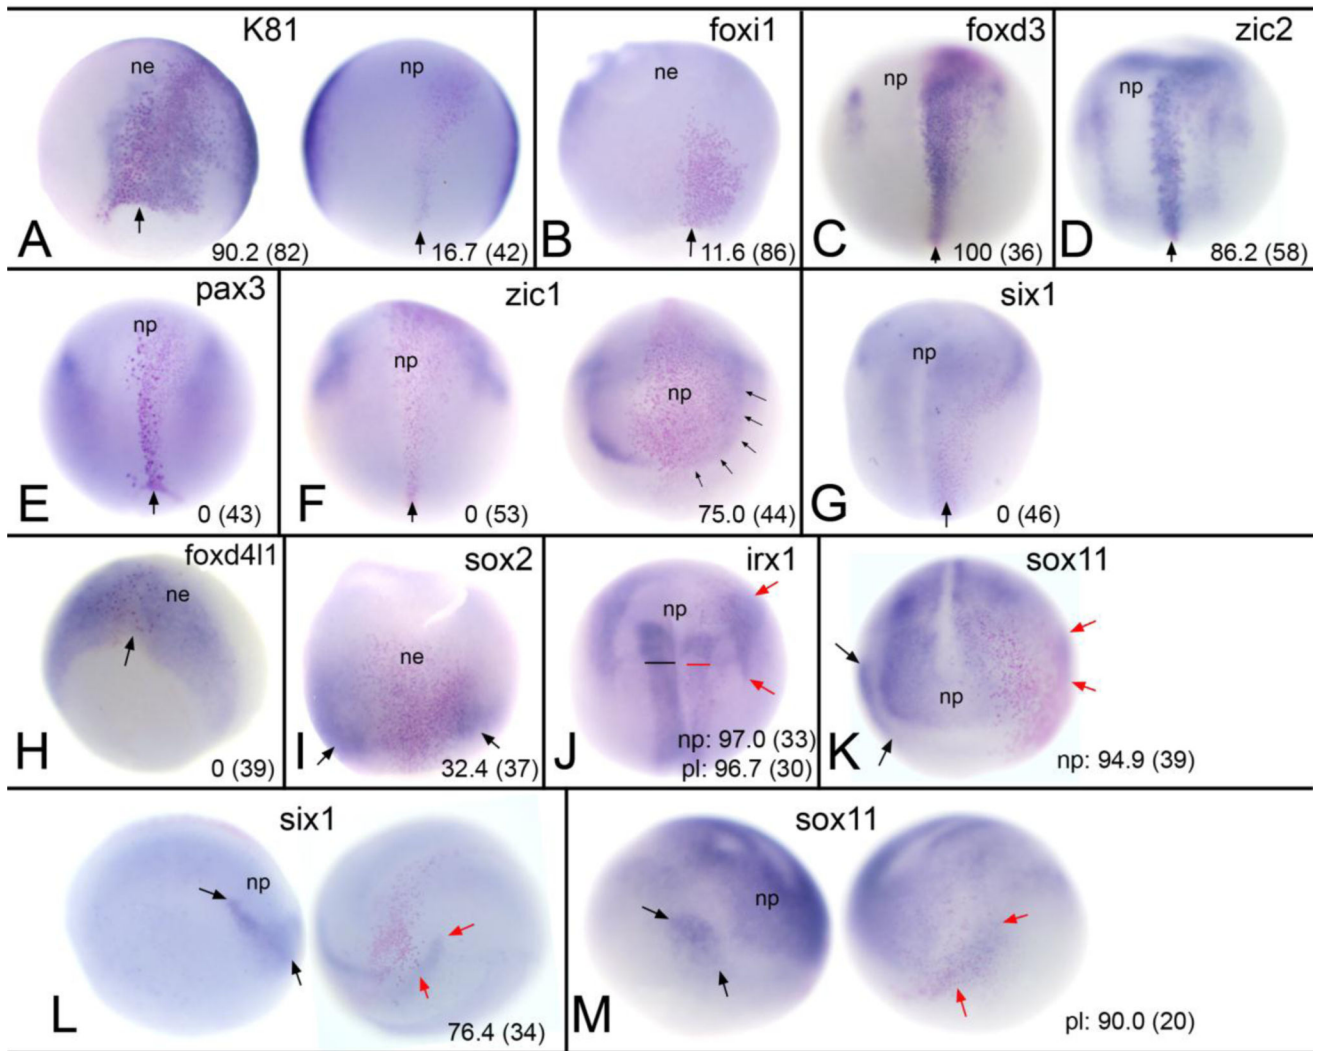 K81
foxi1
foxd3
zic2
ne
np
ne
np
np
A
90.2 (82)
16.7 (42)
B
11.6 (86)
C
100 (36)
D
86.2 (58)
pax3
zic1
six1
np
np
np
np
E
0 (43)
F
0 (53)
75.0 (44)
G
0 (46)
foxd4l1
sox2
irx1
sox11
ne
ne
np
np
H
0 (39)
I
32.4 (37)
J
np: 97.0 (33)
pl: 96.7 (30)
K
np: 94.9 (39)
six1
sox11
np
np
L
76.4 (34)
M
pl: 90.0 (20)